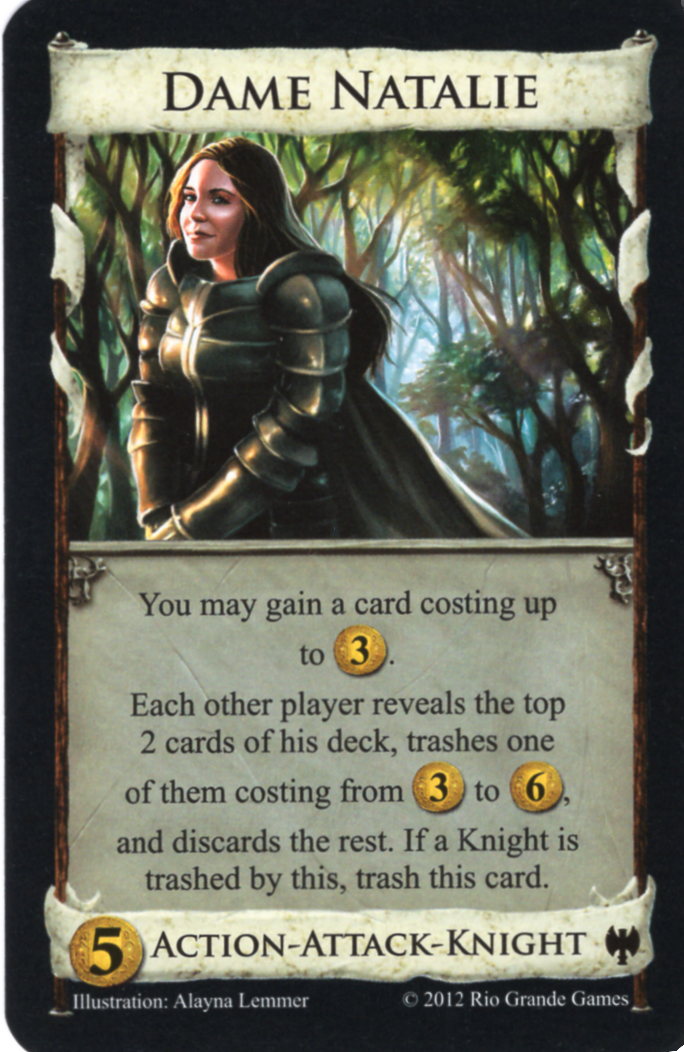 DAME NATALIE
You may gain a card costing up
to 3.
Each other player reveals the top
2 cards of his deck, trashes one
of them costing from 3 to 6,
and discards the rest. If a Knight is
trashed by this, trash this card.
5 ACTION-ATTACK-KNIGHT
Illustration: Alayna Lemmer © 2012 Rio Grande Games